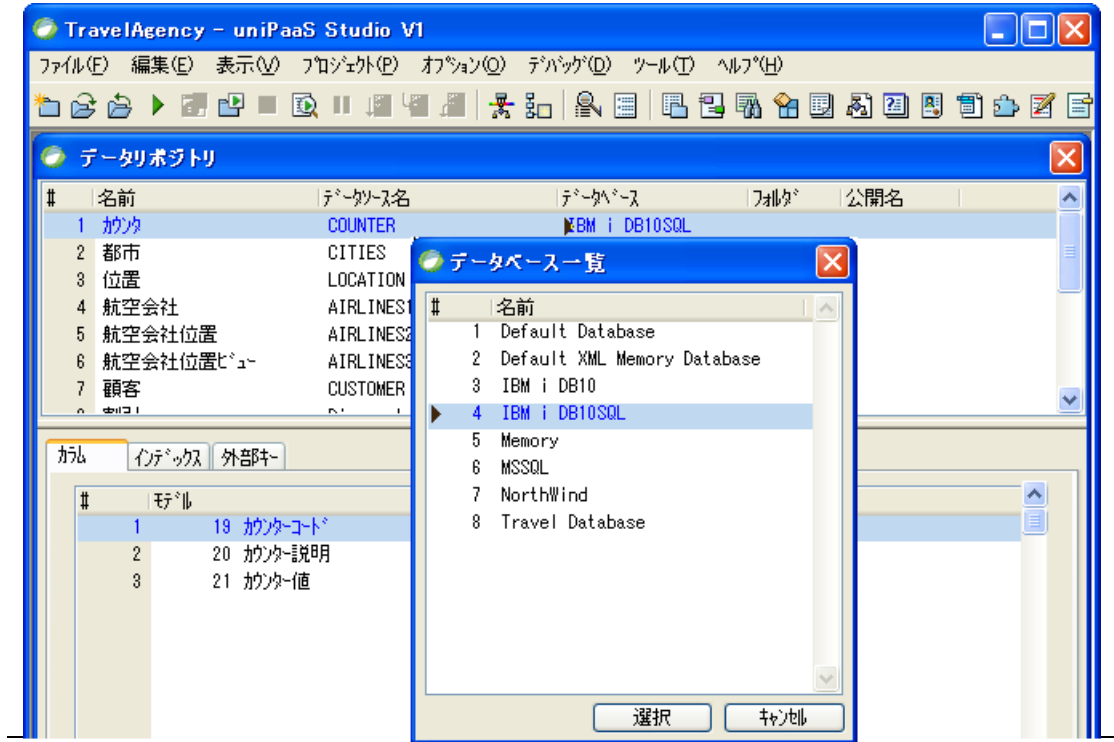 TravelAgency - uniPaaS Studio V1
ファイル(F) 編集(E) 表示(V) プロジェクト(P) オプション(O) デバッグ(D) ツール(T) ヘルプ(H)
データリポジトリ
# 名前 データソース名 データベース フォルダ 公開名
1 カウンタ COUNTER IBM i DB10SQL
2 都市 CITIES
3 位置 LOCATION
4 航空会社 AIRLINES1
5 航空会社位置 AIRLINES2
6 航空会社位置ビュー AIRLINES3
7 顧客 CUSTOMER
データベース一覧
# 名前
1 Default Database
2 Default XML Memory Database
3 IBM i DB10
4 IBM i DB10SQL
5 Memory
6 MSSQL
7 NorthWind
8 Travel Database
選択 キャンセル
カラム インデックス 外部キー
# モデル
1 19 カウンターコード
2 20 カウンター説明
3 21 カウンター値